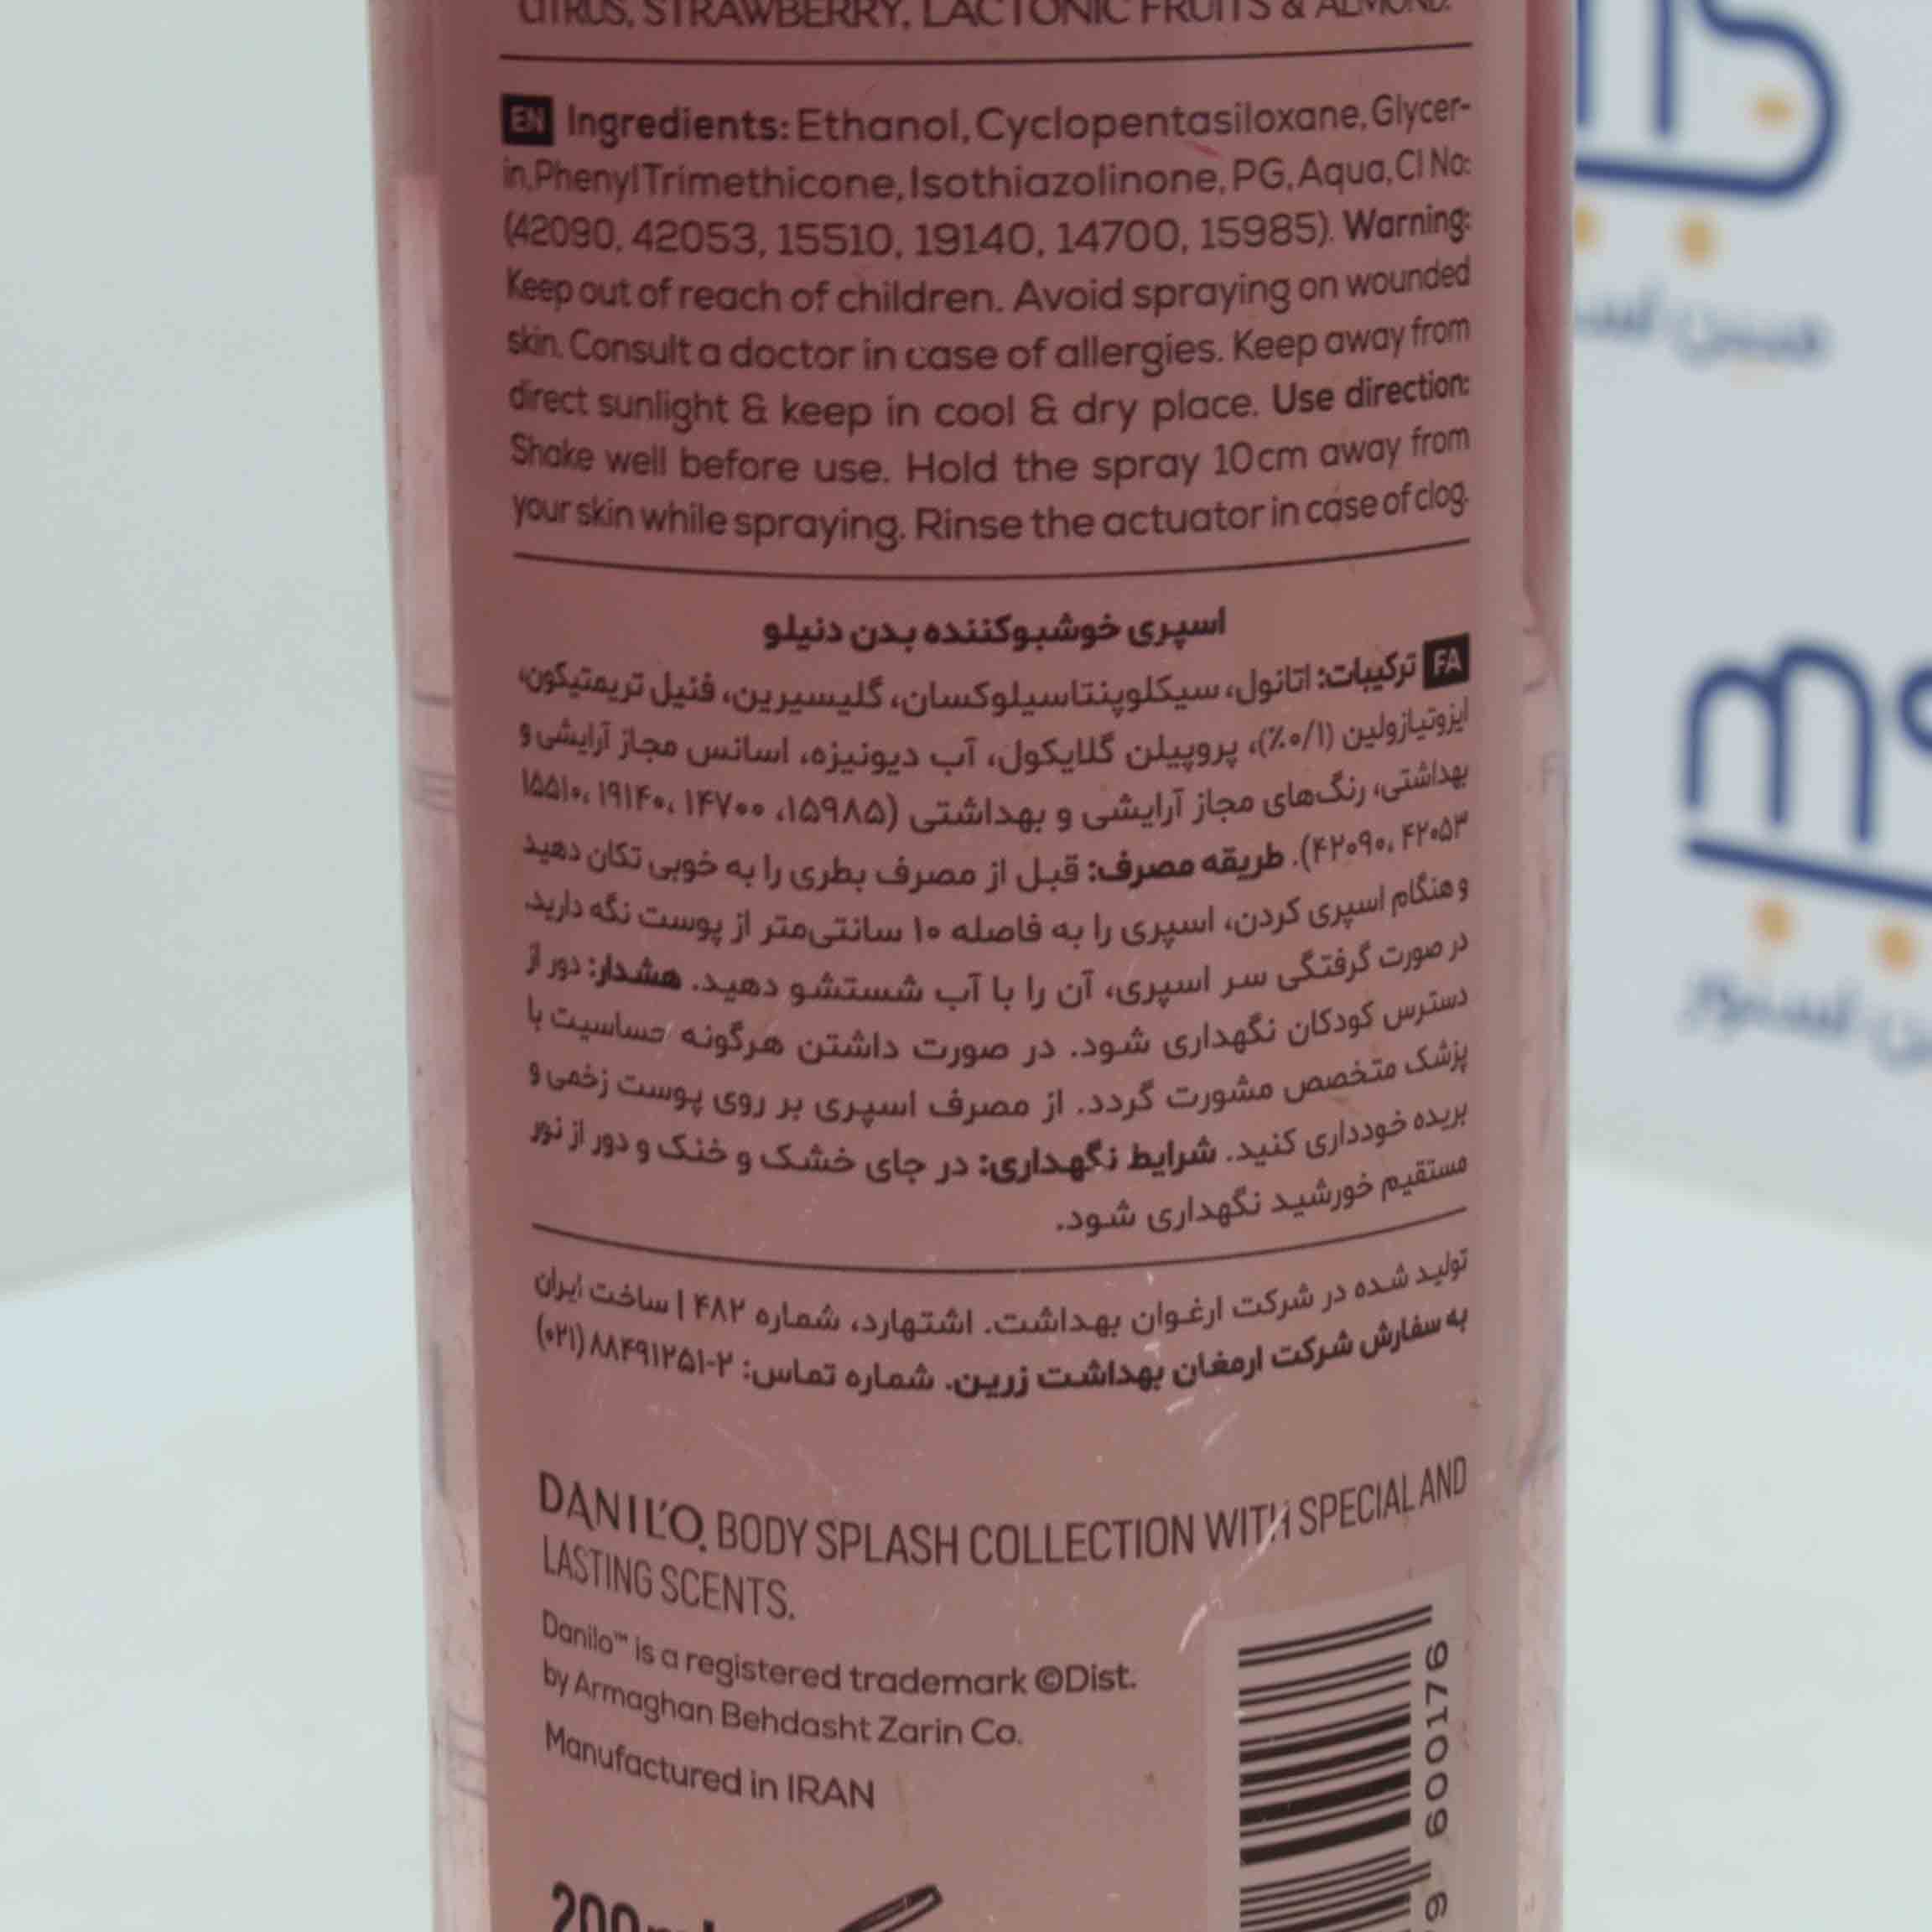 CITRUS, STRAWBERRY, LACTONIC FRUITS & ALMOND.
EN Ingredients: Ethanol, Cyclopentasiloxane, Glycer-
in, Phenyl Trimethicone, Isothiazolinone, PG, Aqua, CI No:
(42090, 42053, 15510, 19140, 14700, 15985). Warning:
Keep out of reach of children. Avoid spraying on wounded
skin. Consult a doctor in case of allergies. Keep away from
direct sunlight & keep in cool & dry place. Use direction:
Shake well before use. Hold the spray 10cm away from
your skin while spraying. Rinse the actuator in case of clog.
اسپری خوشبوکننده بدن دنیلو
FA ترکیبات: اتانول، سیکلوپنتاسیلوکسان، گلیسیرین، فنیل تریمتیکون،
ایزوتیازولین (۰/۱٪)، پروپیلن گلایکول، آب دیونیزه، اسانس مجاز آرایشی و
بهداشتی، رنگ‌های مجاز آرایشی و بهداشتی (۱۵۹۸۵، ۱۴۷۰۰، ۱۹۱۴۰، ۱۵۵۱۰،
۴۲۰۵۳، ۴۲۰۹۰). طریقه مصرف: قبل از مصرف بطری را به خوبی تکان دهید
و هنگام اسپری کردن، اسپری را به فاصله ۱۰ سانتی‌متر از پوست نگه دارید.
در صورت گرفتگی سر اسپری، آن را با آب شستشو دهید. هشدار: دور از
دسترس کودکان نگهداری شود. در صورت داشتن هرگونه حساسیت با
پزشک متخصص مشورت گردد. از مصرف اسپری بر روی پوست زخمی و
بریده خودداری کنید. شرایط نگهداری: در جای خشک و خنک و دور از نور
مستقیم خورشید نگهداری شود.
تولید شده در شرکت ارغوان بهداشت. اشتهارد، شماره ۴۸۲ | ساخت ایران
به سفارش شرکت ارمغان بهداشت زرین. شماره تماس: ۲-۸۸۴۹۱۲۵۱ (۰۲۱)
DANIL'O BODY SPLASH COLLECTION WITH SPECIAL AND
LASTING SCENTS.
Danilo™ is a registered trademark ©Dist.
by Armaghan Behdasht Zarin Co.
Manufactured in IRAN
200ml
9 600176